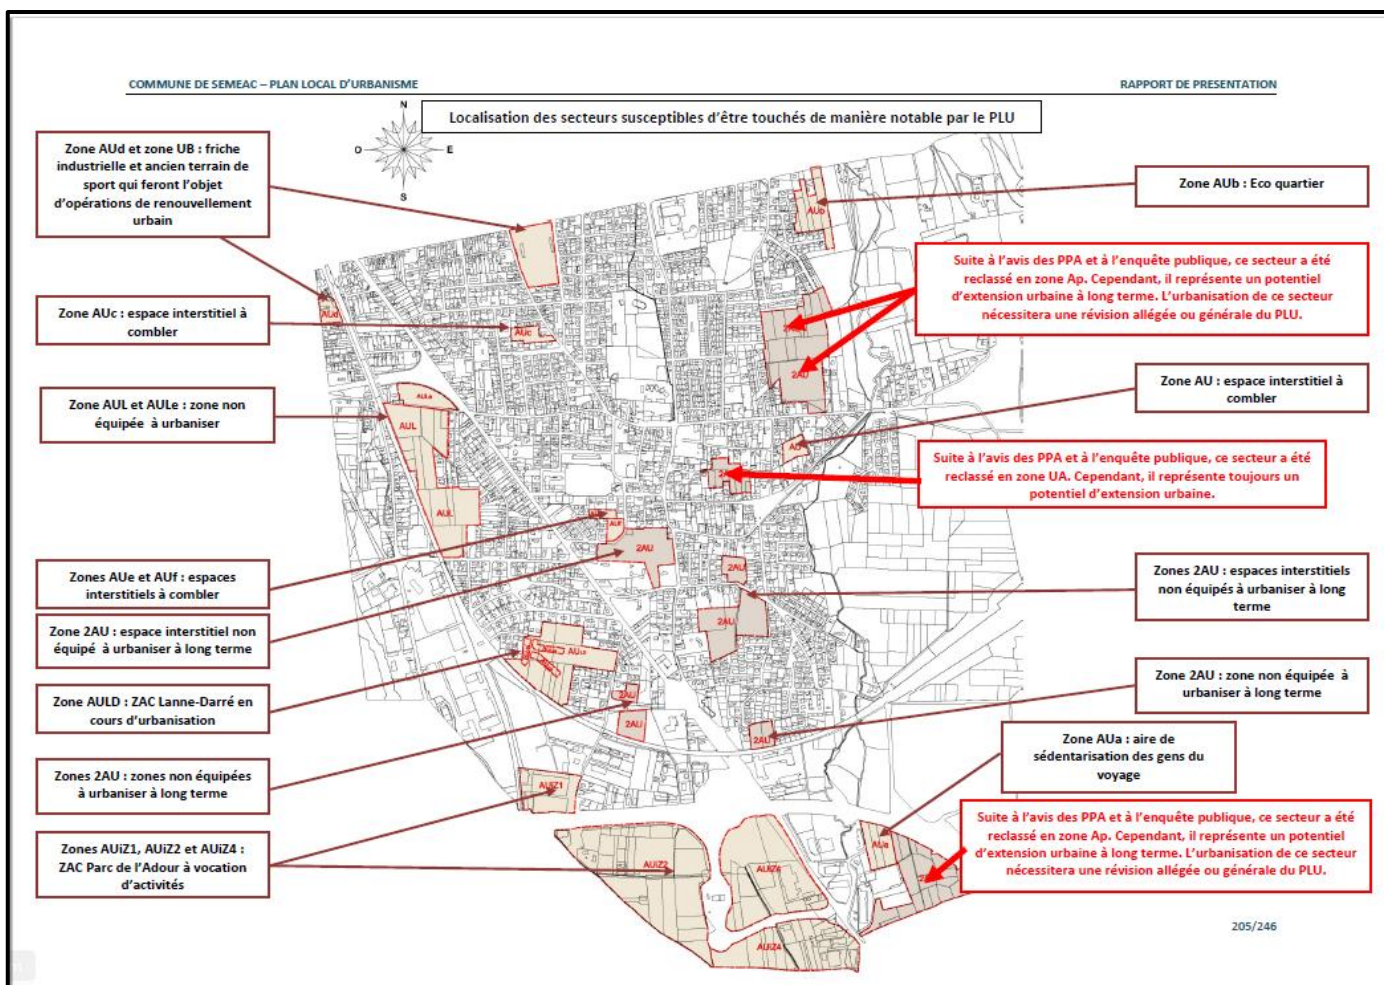 COMMUNE DE SEMEAC – PLAN LOCAL D'URBANISME
RAPPORT DE PRESENTATION
Localisation des secteurs susceptibles d'être touchés de manière notable par le PLU
N
O
E
S
Zone AUd et zone UB : friche
industrielle et ancien terrain de
sport qui feront l'objet
d'opérations de renouvellement
urbain
Zone AUc : espace interstitiel à
combler
Zone AUL et AULe : zone non
équipée à urbaniser
Zones AUe et AUf : espaces
interstitiels à combler
Zone 2AU : espace interstitiel non
équipé à urbaniser à long terme
Zone AULD : ZAC Lanne-Darré en
cours d'urbanisation
Zones 2AU : zones non équipées
à urbaniser à long terme
Zones AUiZ1, AUiZ2 et AUiZ4 :
ZAC Parc de l'Adour à vocation
d'activités
Zone AUb : Eco quartier
Suite à l'avis des PPA et à l'enquête publique, ce secteur a été
reclassé en zone Ap. Cependant, il représente un potentiel
d'extension urbaine à long terme. L'urbanisation de ce secteur
nécessitera une révision allégée ou générale du PLU.
Zone AU : espace interstitiel à
combler
Suite à l'avis des PPA et à l'enquête publique, ce secteur a été
reclassé en zone UA. Cependant, il représente toujours un
potentiel d'extension urbaine.
Zones 2AU : espaces interstitiels
non équipés à urbaniser à long
terme
Zone 2AU : zone non équipée à
urbaniser à long terme
Zone AUa : aire de
sédentarisation des gens du
voyage
Suite à l'avis des PPA et à l'enquête publique, ce secteur a été
reclassé en zone Ap. Cependant, il représente un potentiel
d'extension urbaine à long terme. L'urbanisation de ce secteur
nécessitera une révision allégée ou générale du PLU.
AUb
AUd
AUc
2AU
AULe
AUL
AUL
AUf
2AU
2AU
2AU
2AU
2AU
2AU
AUiZ1
AUiZ2
AUiZ4
AUa
205/246